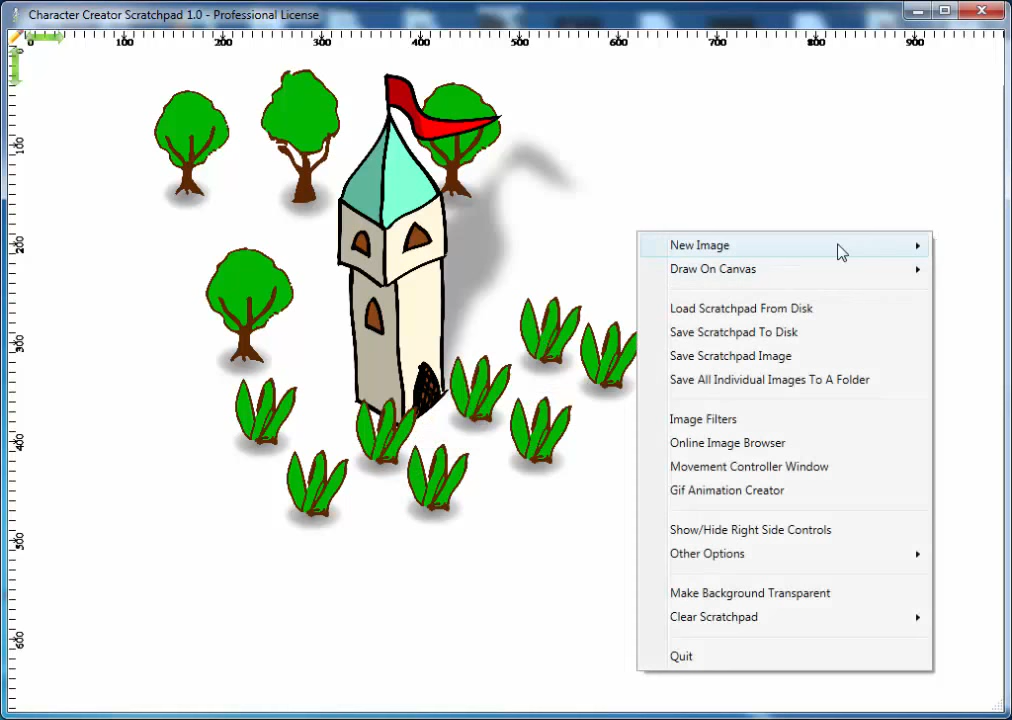 Character Creator Scratchpad 1.0 - Professional License
0 100 200 300 400 500 600 700 800 900
0
100
200
300
400
500
600
New Image
Draw On Canvas
Load Scratchpad From Disk
Save Scratchpad To Disk
Save Scratchpad Image
Save All Individual Images To A Folder
Image Filters
Online Image Browser
Movement Controller Window
Gif Animation Creator
Show/Hide Right Side Controls
Other Options
Make Background Transparent
Clear Scratchpad
Quit